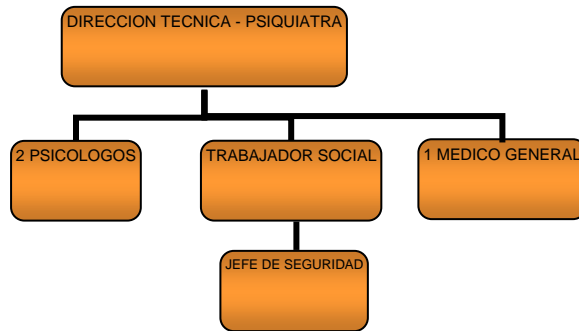 DIRECCION TECNICA - PSIQUIATRA
2 PSICOLOGOS
TRABAJADOR SOCIAL
1 MEDICO GENERAL
JEFE DE SEGURIDAD